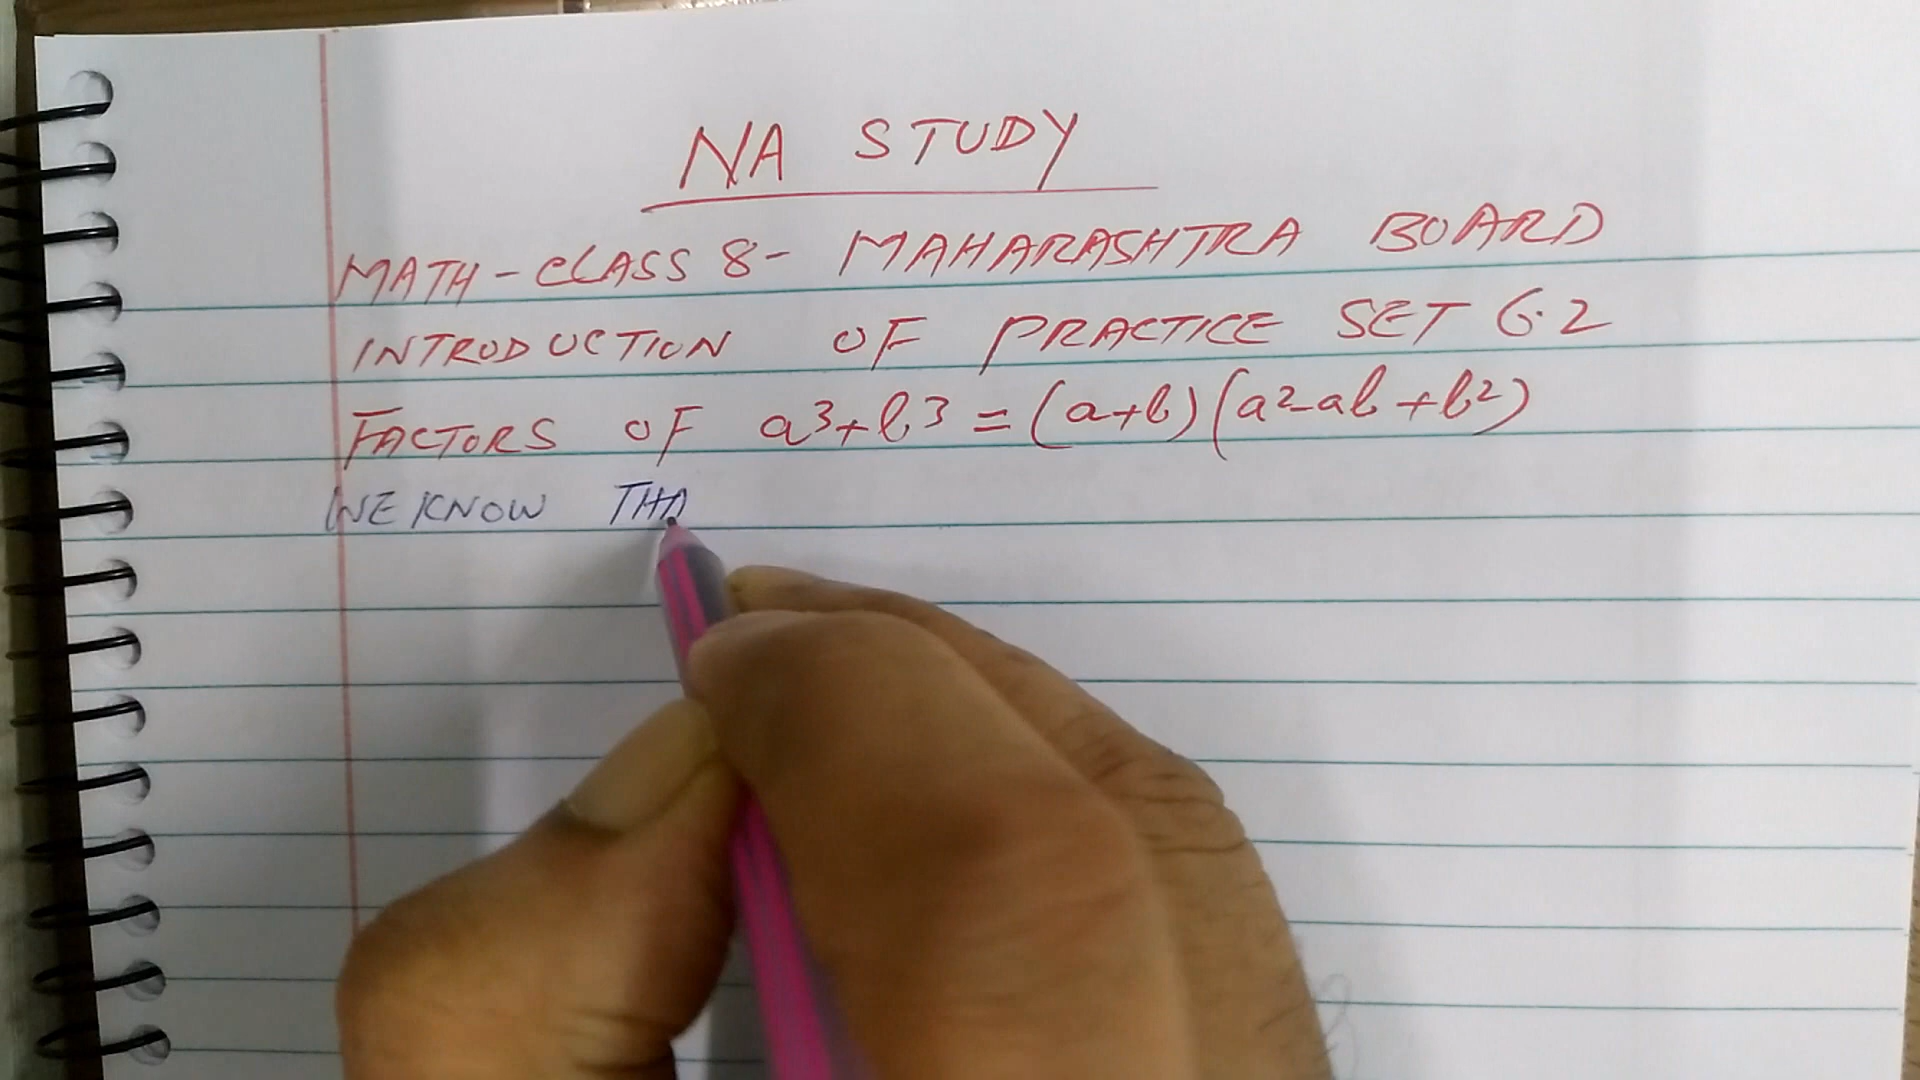 NA STUDY
MATH - CLASS 8 - MAHARASHTRA BOARD
INTRODUCTION OF PRACTICE SET 6.2
FACTORS OF a³+b³ = (a+b)(a²-ab+b²)
WE KNOW THA